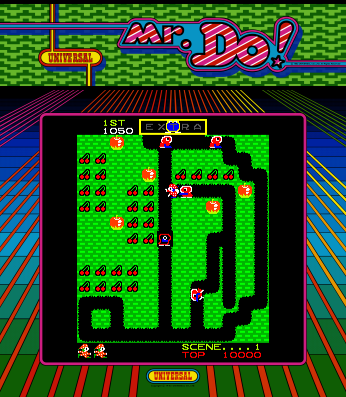 Mr. Do!
UNIVERSAL
1ST
1050
EXTRA
SCENE....1
TOP 10000
UNIVERSAL